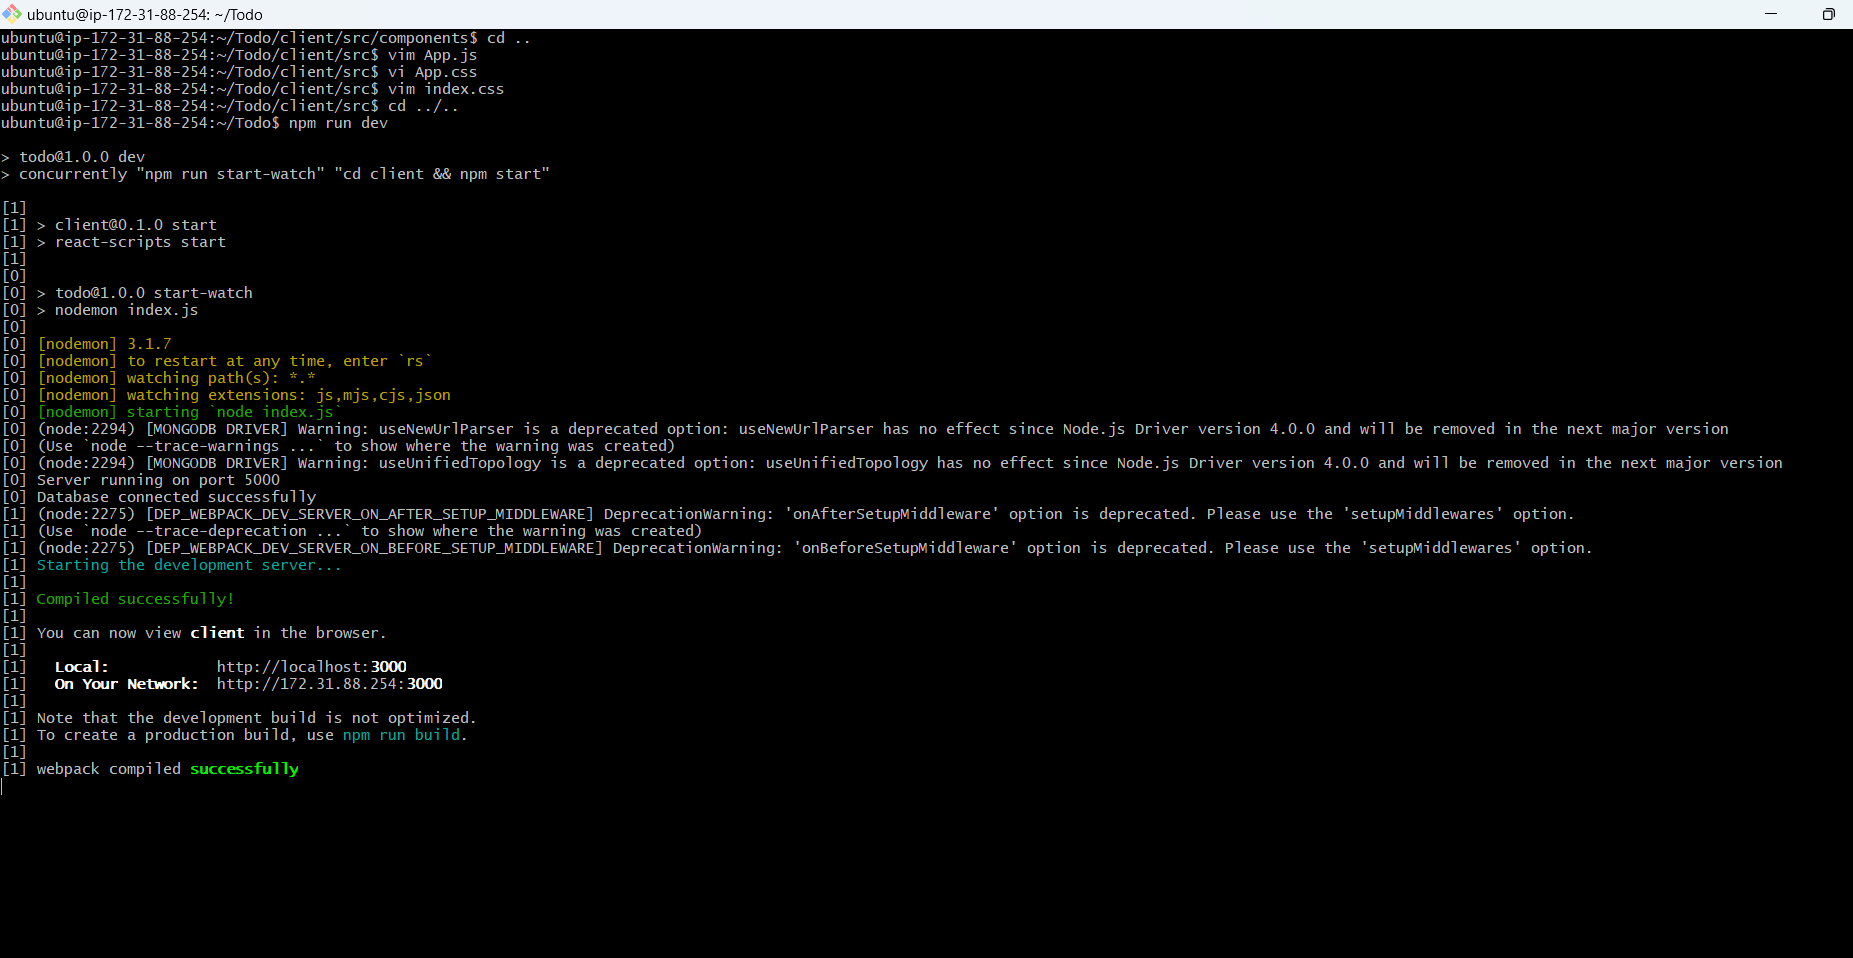 ubuntu@ip-172-31-88-254: ~/Todo
ubuntu@ip-172-31-88-254:~/Todo/client/src/components$ cd ..
ubuntu@ip-172-31-88-254:~/Todo/client/src$ vim App.js
ubuntu@ip-172-31-88-254:~/Todo/client/src$ vi App.css
ubuntu@ip-172-31-88-254:~/Todo/client/src$ vim index.css
ubuntu@ip-172-31-88-254:~/Todo/client/src$ cd ../..
ubuntu@ip-172-31-88-254:~/Todo$ npm run dev
> todo@1.0.0 dev
> concurrently "npm run start-watch" "cd client && npm start"
[1]
[1] > client@0.1.0 start
[1] > react-scripts start
[1]
[0]
[0] > todo@1.0.0 start-watch
[0] > nodemon index.js
[0]
[0] [nodemon] 3.1.7
[0] [nodemon] to restart at any time, enter `rs`
[0] [nodemon] watching path(s): *.*
[0] [nodemon] watching extensions: js,mjs,cjs,json
[0] [nodemon] starting `node index.js`
[0] (node:2294) [MONGODB DRIVER] Warning: useNewUrlParser is a deprecated option: useNewUrlParser has no effect since Node.js Driver version 4.0.0 and will be removed in the next major version
[0] (Use `node --trace-warnings ...` to show where the warning was created)
[0] (node:2294) [MONGODB DRIVER] Warning: useUnifiedTopology is a deprecated option: useUnifiedTopology has no effect since Node.js Driver version 4.0.0 and will be removed in the next major version
[0] Server running on port 5000
[0] Database connected successfully
[1] (node:2275) [DEP_WEBPACK_DEV_SERVER_ON_AFTER_SETUP_MIDDLEWARE] DeprecationWarning: 'onAfterSetupMiddleware' option is deprecated. Please use the 'setupMiddlewares' option.
[1] (Use `node --trace-deprecation ...` to show where the warning was created)
[1] (node:2275) [DEP_WEBPACK_DEV_SERVER_ON_BEFORE_SETUP_MIDDLEWARE] DeprecationWarning: 'onBeforeSetupMiddleware' option is deprecated. Please use the 'setupMiddlewares' option.
[1] Starting the development server...
[1]
[1] Compiled successfully!
[1]
[1] You can now view client in the browser.
[1]
[1]   Local:            http://localhost:3000
[1]   On Your Network:  http://172.31.88.254:3000
[1]
[1] Note that the development build is not optimized.
[1] To create a production build, use npm run build.
[1]
[1] webpack compiled successfully